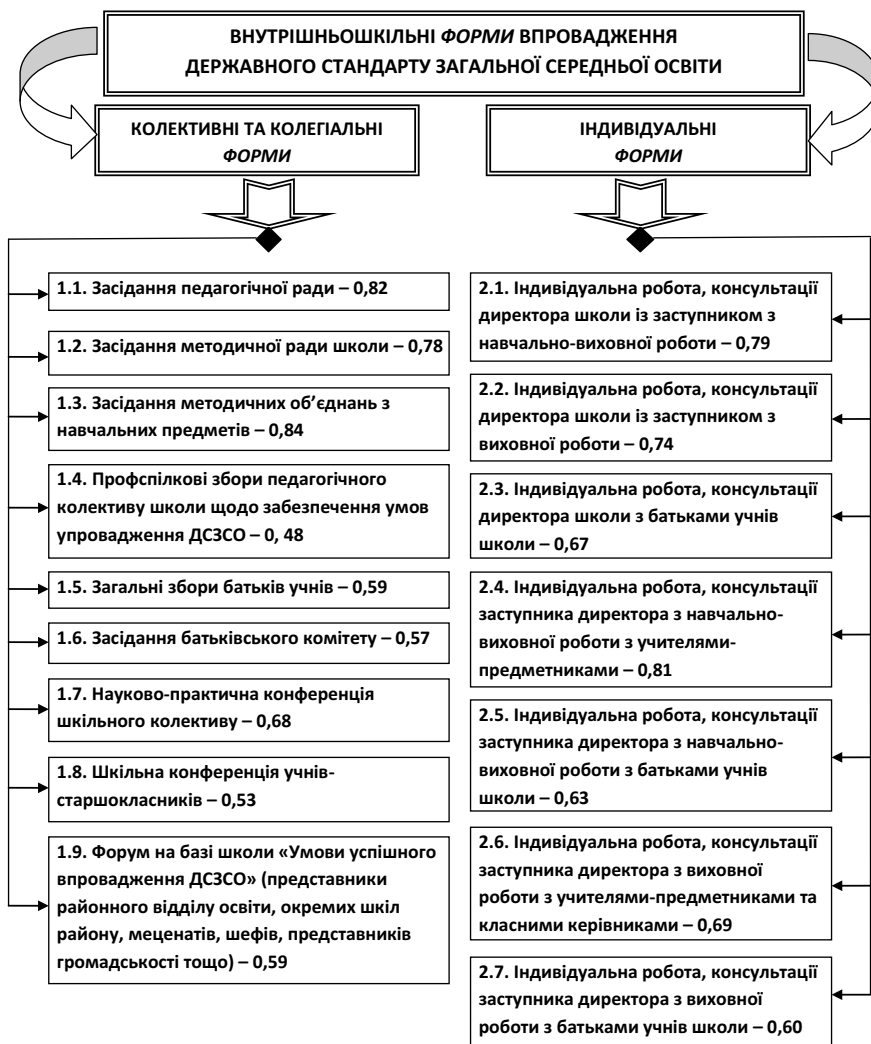 ВНУТРІШНЬОШКІЛЬНІ ФОРМИ ВПРОВАДЖЕННЯ
ДЕРЖАВНОГО СТАНДАРТУ ЗАГАЛЬНОЇ СЕРЕДНЬОЇ ОСВІТИ
КОЛЕКТИВНІ ТА КОЛЕГІАЛЬНІ
ФОРМИ
1.1. Засідання педагогічної ради – 0,82
1.2. Засідання методичної ради школи – 0,78
1.3. Засідання методичних об’єднань з
навчальних предметів – 0,84
1.4. Профспілкові збори педагогічного
колективу школи щодо забезпечення умов
упровадження ДСЗСО – 0, 48
1.5. Загальні збори батьків учнів – 0,59
1.6. Засідання батьківського комітету – 0,57
1.7. Науково-практична конференція
шкільного колективу – 0,68
1.8. Шкільна конференція учнів-
старшокласників – 0,53
1.9. Форум на базі школи «Умови успішного
впровадження ДСЗСО» (представники
районного відділу освіти, окремих шкіл
району, меценатів, шефів, представників
громадськості тощо) – 0,59
ІНДИВІДУАЛЬНІ
ФОРМИ
2.1. Індивідуальна робота, консультації
директора школи із заступником з
навчально-виховної роботи – 0,79
2.2. Індивідуальна робота, консультації
директора школи із заступником з
виховної роботи – 0,74
2.3. Індивідуальна робота, консультації
директора школи з батьками учнів
школи – 0,67
2.4. Індивідуальна робота, консультації
заступника директора з навчально-
виховної роботи з учителями-
предметниками – 0,81
2.5. Індивідуальна робота, консультації
заступника директора з навчально-
виховної роботи з батьками учнів
школи – 0,63
2.6. Індивідуальна робота, консультації
заступника директора з виховної
роботи з учителями-предметниками та
класними керівниками – 0,69
2.7. Індивідуальна робота, консультації
заступника директора з виховної
роботи з батьками учнів школи – 0,60